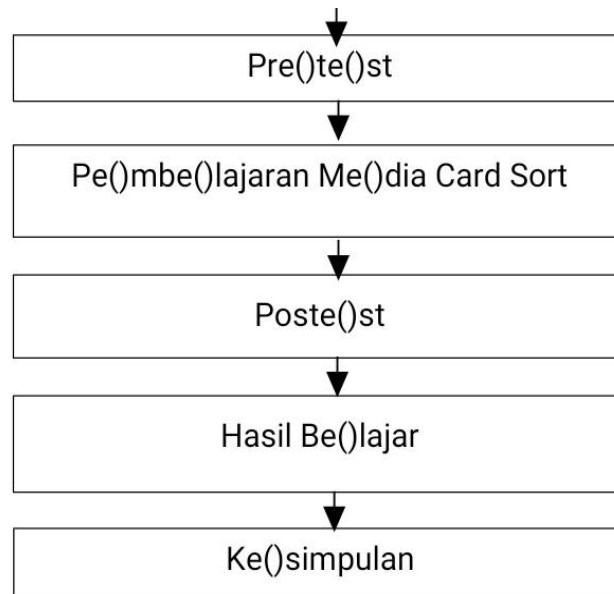 Pre()te()st
Pe()mbe()lajaran Me()dia Card Sort
Poste()st
Hasil Be()lajar
Ke()simpulan